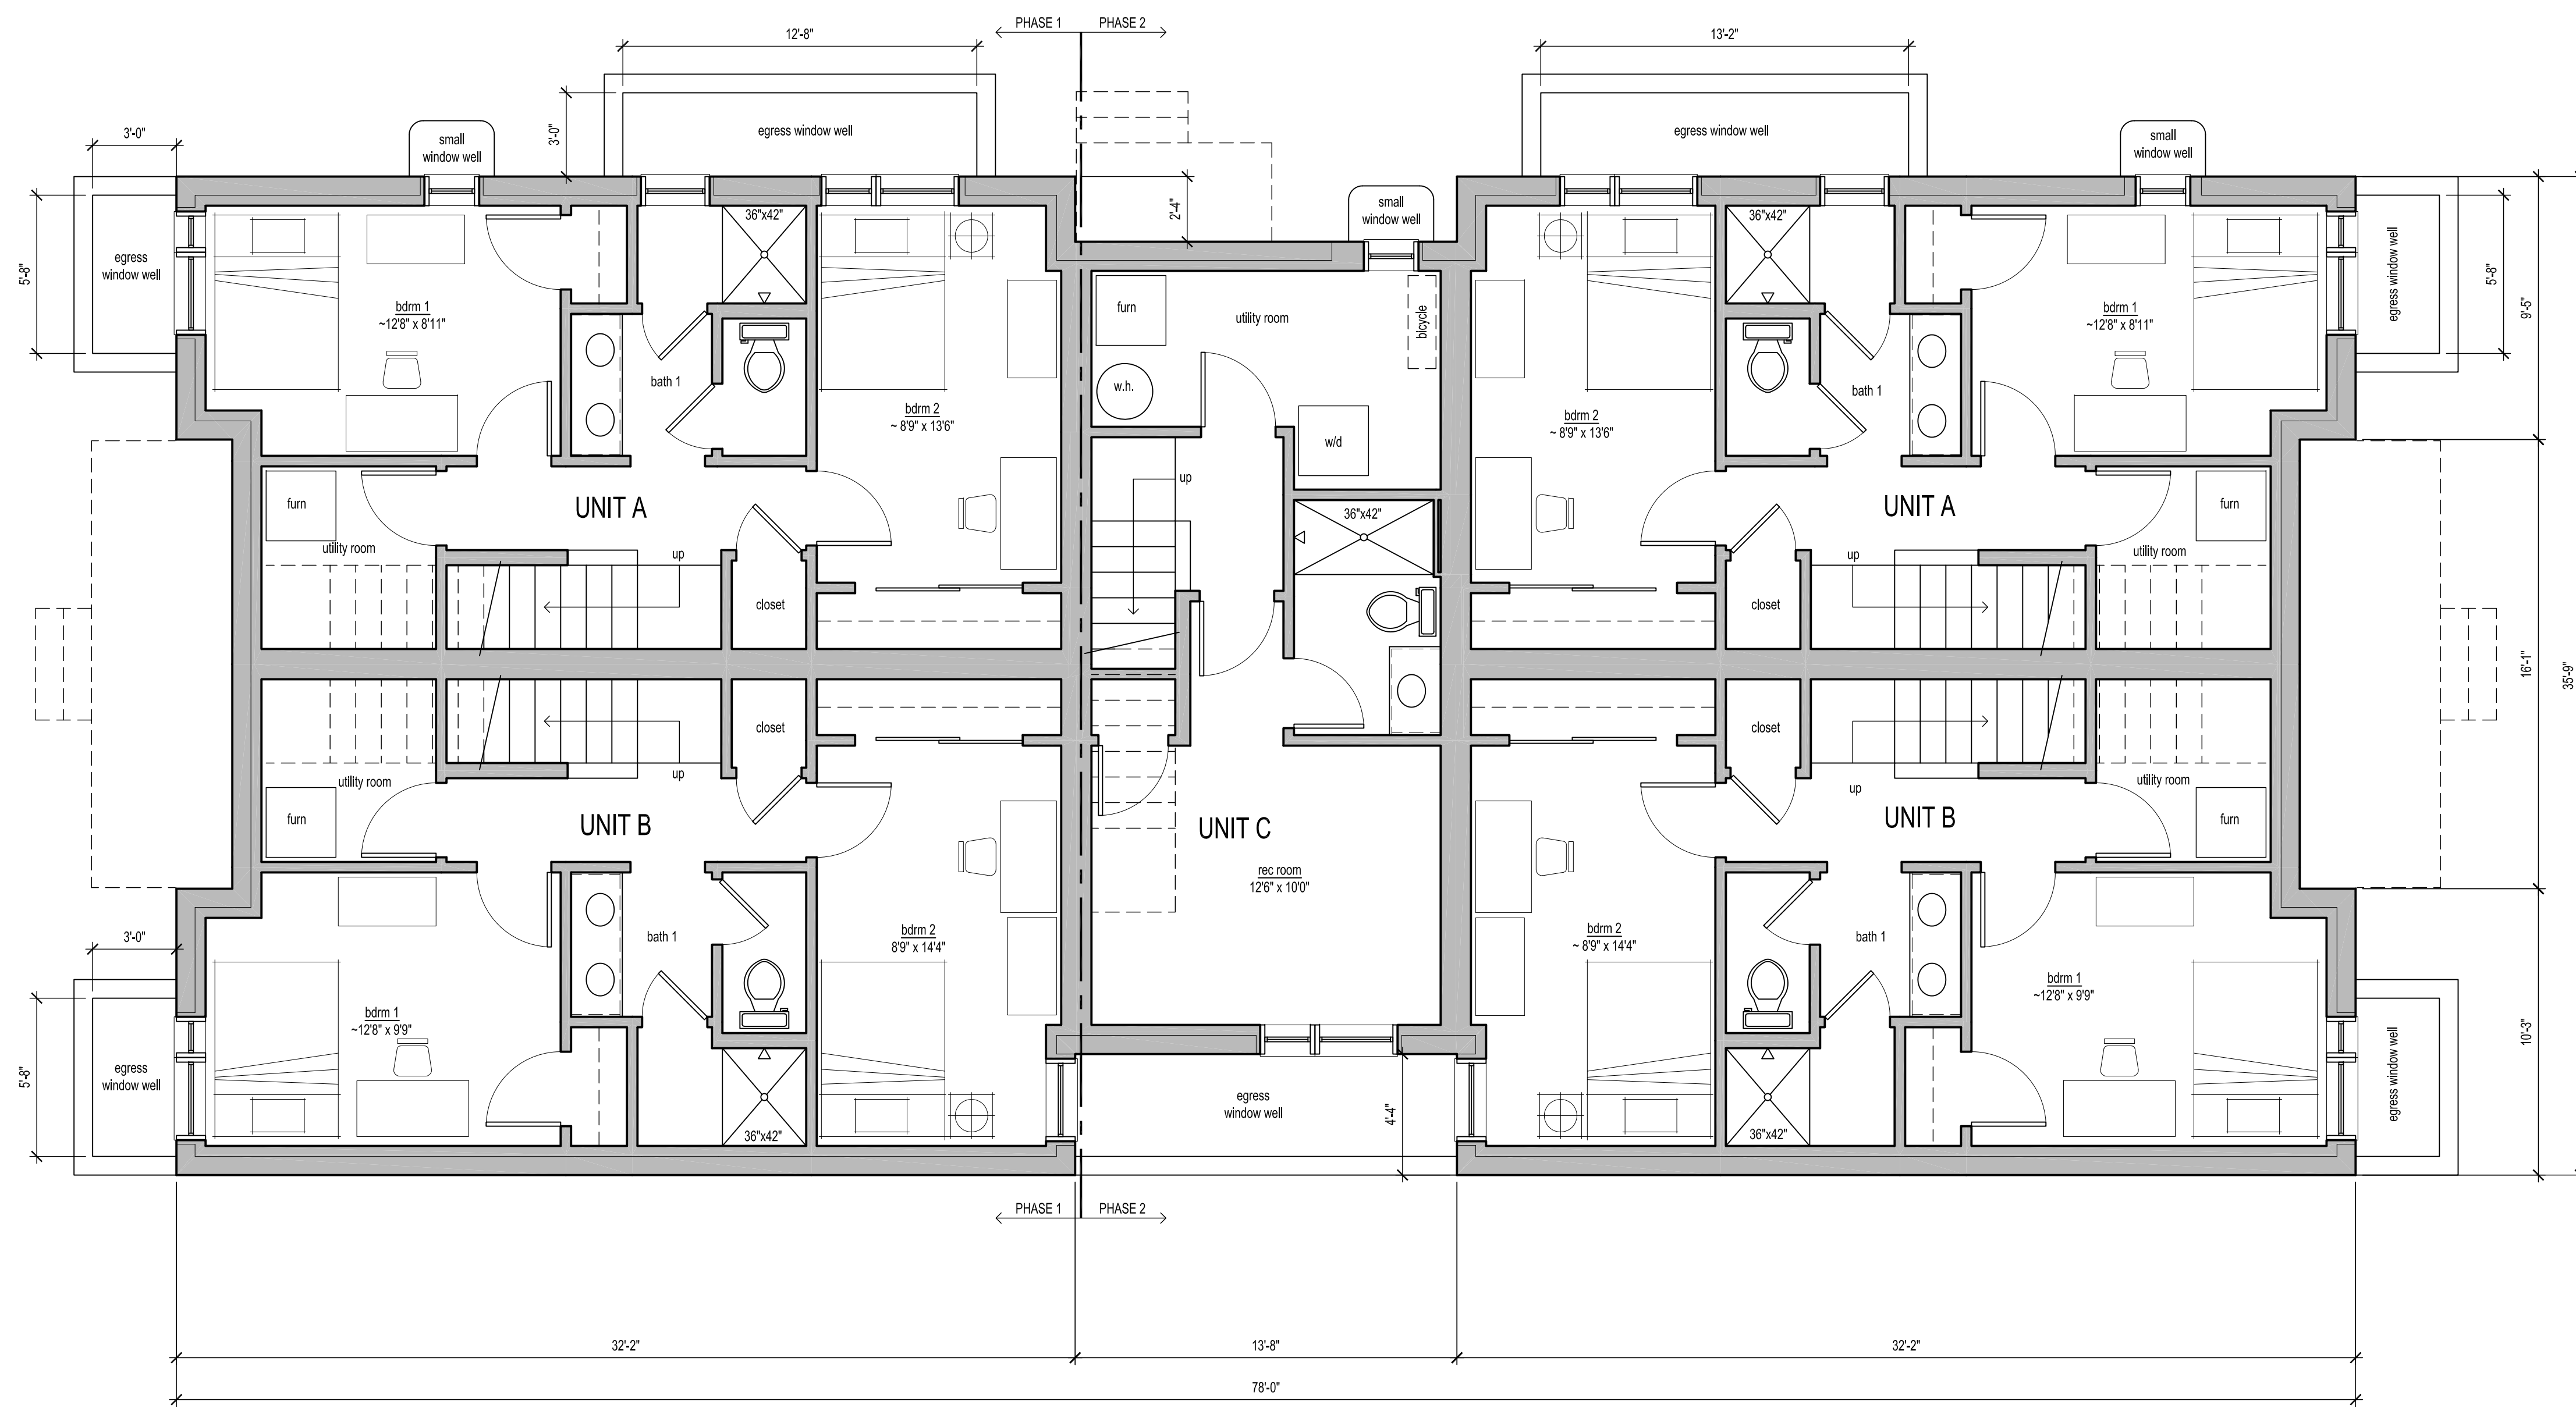 PHASE 1
PHASE 2
12'-8"
13'-2"
3'-0"
3'-0"
small
window well
egress window well
egress window well
small
window well
small
window well
2'-4"
5'-8"
egress
window well
36"x42"
36"x42"
egress window well
5'-8"
9'-5"
bdrm 1
~12'8" x 8'11"
bath 1
bdrm 2
~ 8'9" x 13'6"
furn
utility room
bicycle
w.h.
w/d
bdrm 2
~ 8'9" x 13'6"
bath 1
bdrm 1
~12'8" x 8'11"
furn
utility room
UNIT A
up
closet
up
36"x42"
UNIT A
up
closet
furn
utility room
16'-1"
35'-9"
furn
utility room
UNIT B
up
closet
UNIT C
rec room
12'6" x 10'0"
closet
up
UNIT B
utility room
furn
3'-0"
bdrm 1
~12'8" x 9'9"
bath 1
bdrm 2
8'9" x 14'4"
bdrm 2
~ 8'9" x 14'4"
bath 1
bdrm 1
~12'8" x 9'9"
5'-8"
egress
window well
36"x42"
egress
window well
4'-4"
36"x42"
egress window well
10'-3"
PHASE 1
PHASE 2
32'-2"
13'-8"
32'-2"
78'-0"